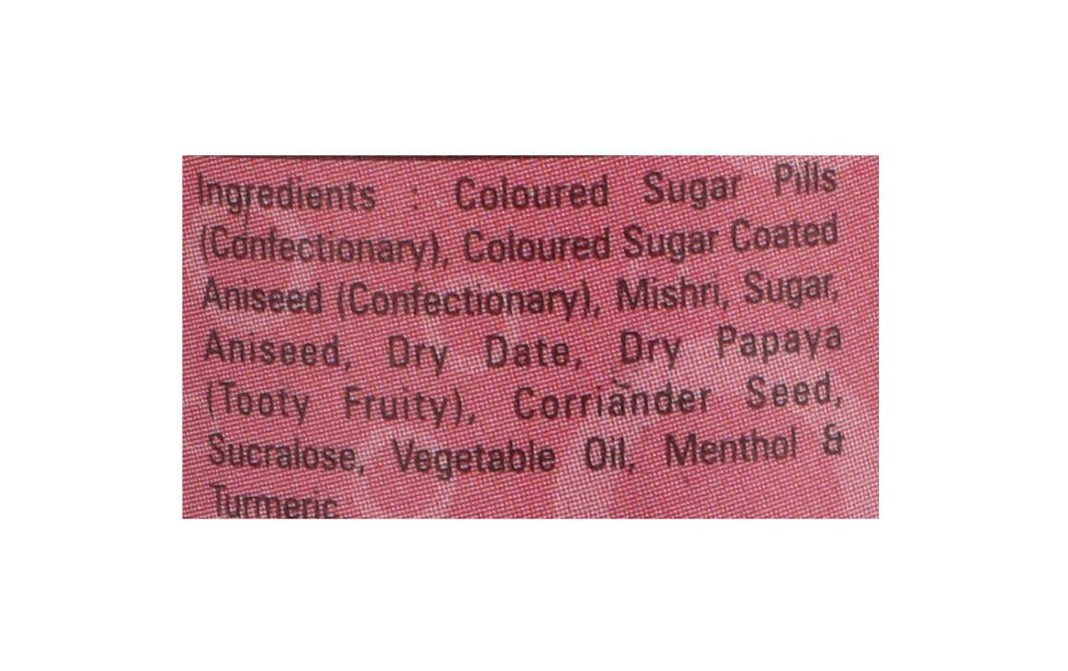 Ingredients : Coloured Sugar Pills
(Confectionary), Coloured Sugar Coated
Aniseed (Confectionary), Mishri, Sugar,
Aniseed, Dry Date, Dry Papaya
(Tooty Fruity), Corriander Seed,
Sucralose, Vegetable Oil, Menthol &
Turmeric